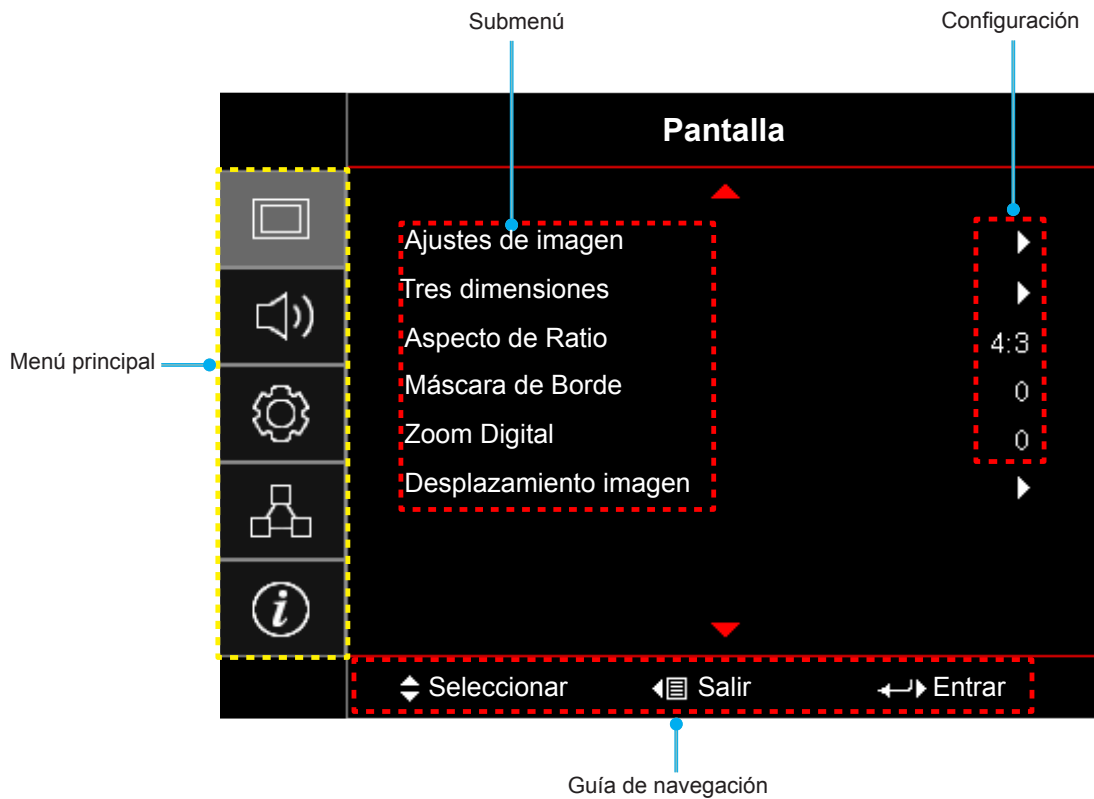 Submenú
Configuración
Pantalla
Ajustes de imagen
Tres dimensiones
Aspecto de Ratio 4:3
Máscara de Borde 0
Zoom Digital 0
Desplazamiento imagen
Menú principal
Seleccionar Salir Entrar
Guía de navegación